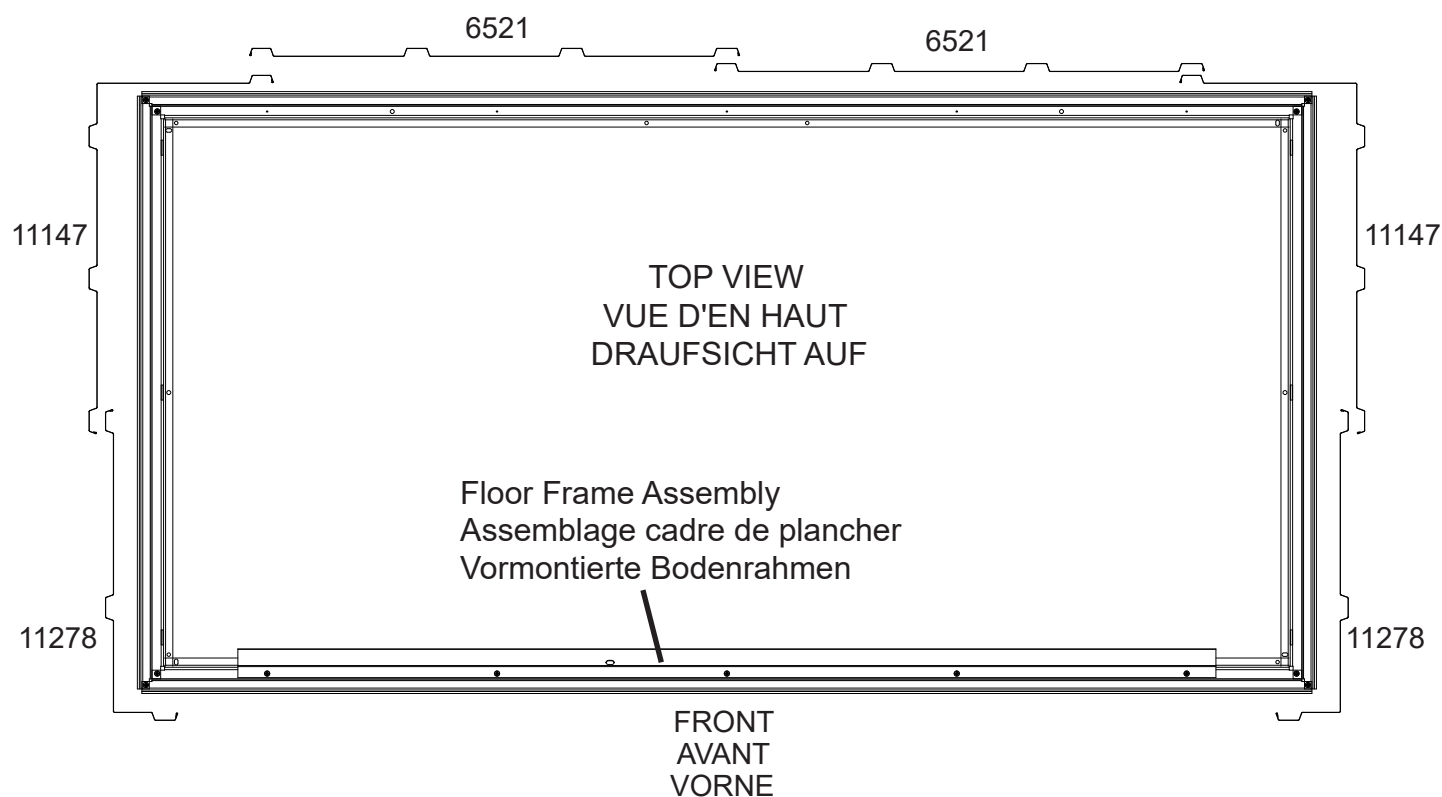 6521
6521
11147
11147
TOP VIEW
VUE D'EN HAUT
DRAUFSICHT AUF
Floor Frame Assembly
Assemblage cadre de plancher
Vormontierte Bodenrahmen
11278
11278
FRONT
AVANT
VORNE